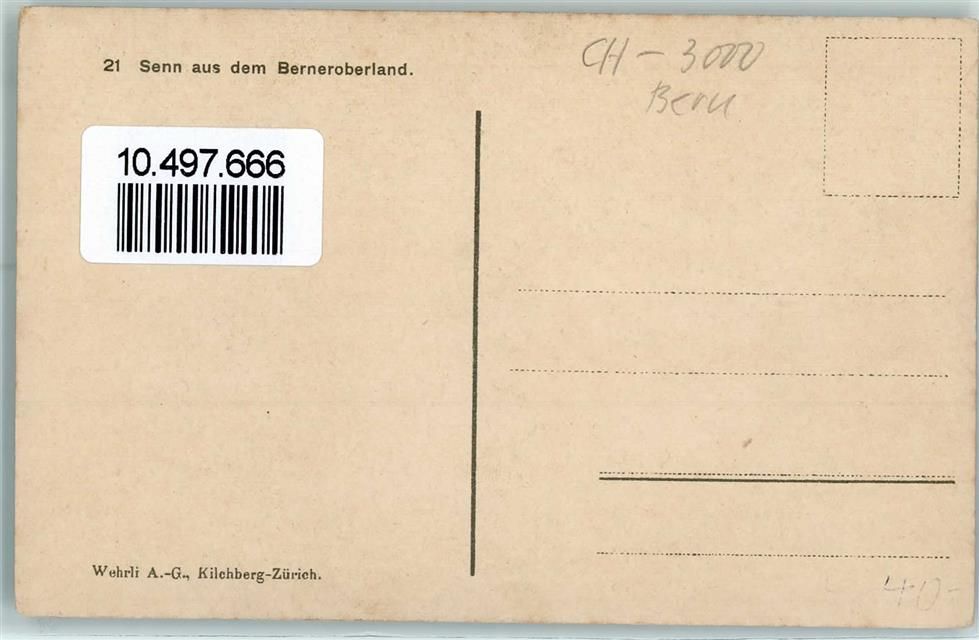 21 Senn aus dem Berneroberland.
CH - 3000
Bern
10.497.666
Wehrli A.-G., Kilchberg-Zürich.
40-